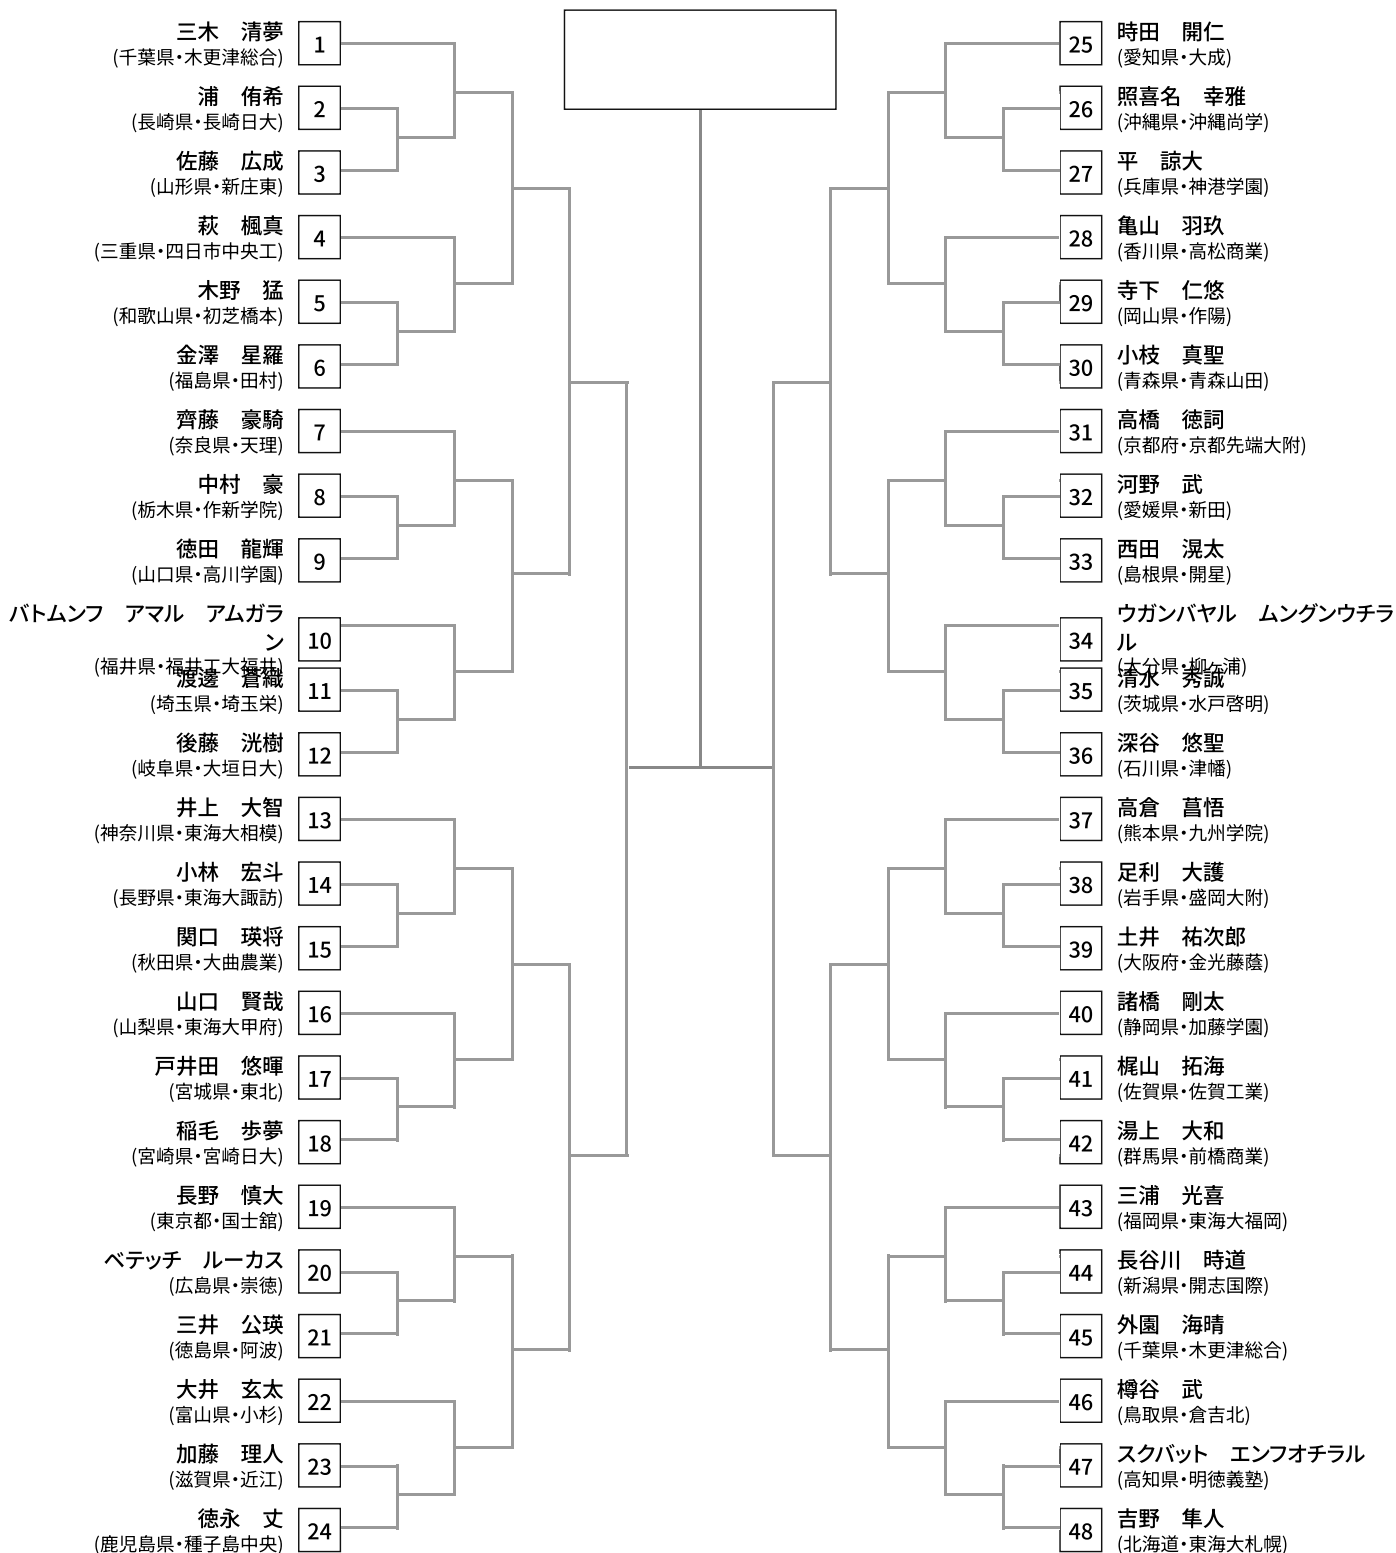 三木　清夢
(千葉県・木更津総合)
1
浦　侑希
(長崎県・長崎日大)
2
佐藤　広成
(山形県・新庄東)
3
萩　楓真
(三重県・四日市中央工)
4
木野　猛
(和歌山県・初芝橋本)
5
金澤　星羅
(福島県・田村)
6
齊藤　豪騎
(奈良県・天理)
7
中村　豪
(栃木県・作新学院)
8
徳田　龍輝
(山口県・高川学園)
9
バトムンフ　アマル　アムガラ
ン
(福井県・福井工大福井)
10
渡邊　蒼織
(埼玉県・埼玉栄)
11
後藤　洸樹
(岐阜県・大垣日大)
12
井上　大智
(神奈川県・東海大相模)
13
小林　宏斗
(長野県・東海大諏訪)
14
関口　瑛将
(秋田県・大曲農業)
15
山口　賢哉
(山梨県・東海大甲府)
16
戸井田　悠暉
(宮城県・東北)
17
稲毛　歩夢
(宮崎県・宮崎日大)
18
長野　慎大
(東京都・国士舘)
19
ベテッチ　ルーカス
(広島県・崇徳)
20
三井　公瑛
(徳島県・阿波)
21
大井　玄太
(富山県・小杉)
22
加藤　理人
(滋賀県・近江)
23
徳永　丈
(鹿児島県・種子島中央)
24
25
時田　開仁
(愛知県・大成)
26
照喜名　幸雅
(沖縄県・沖縄尚学)
27
平　諒大
(兵庫県・神港学園)
28
亀山　羽玖
(香川県・高松商業)
29
寺下　仁悠
(岡山県・作陽)
30
小枝　真聖
(青森県・青森山田)
31
高橋　徳詞
(京都府・京都先端大附)
32
河野　武
(愛媛県・新田)
33
西田　滉太
(島根県・開星)
34
ウガンバヤル　ムングンウチラ
ル
(大分県・柳ヶ浦)
35
清水　秀誠
(茨城県・水戸啓明)
36
深谷　悠聖
(石川県・津幡)
37
高倉　菖悟
(熊本県・九州学院)
38
足利　大護
(岩手県・盛岡大附)
39
土井　祐次郎
(大阪府・金光藤蔭)
40
諸橋　剛太
(静岡県・加藤学園)
41
梶山　拓海
(佐賀県・佐賀工業)
42
湯上　大和
(群馬県・前橋商業)
43
三浦　光喜
(福岡県・東海大福岡)
44
長谷川　時道
(新潟県・開志国際)
45
外園　海晴
(千葉県・木更津総合)
46
樽谷　武
(鳥取県・倉吉北)
47
スクバット　エンフオチラル
(高知県・明徳義塾)
48
吉野　隼人
(北海道・東海大札幌)